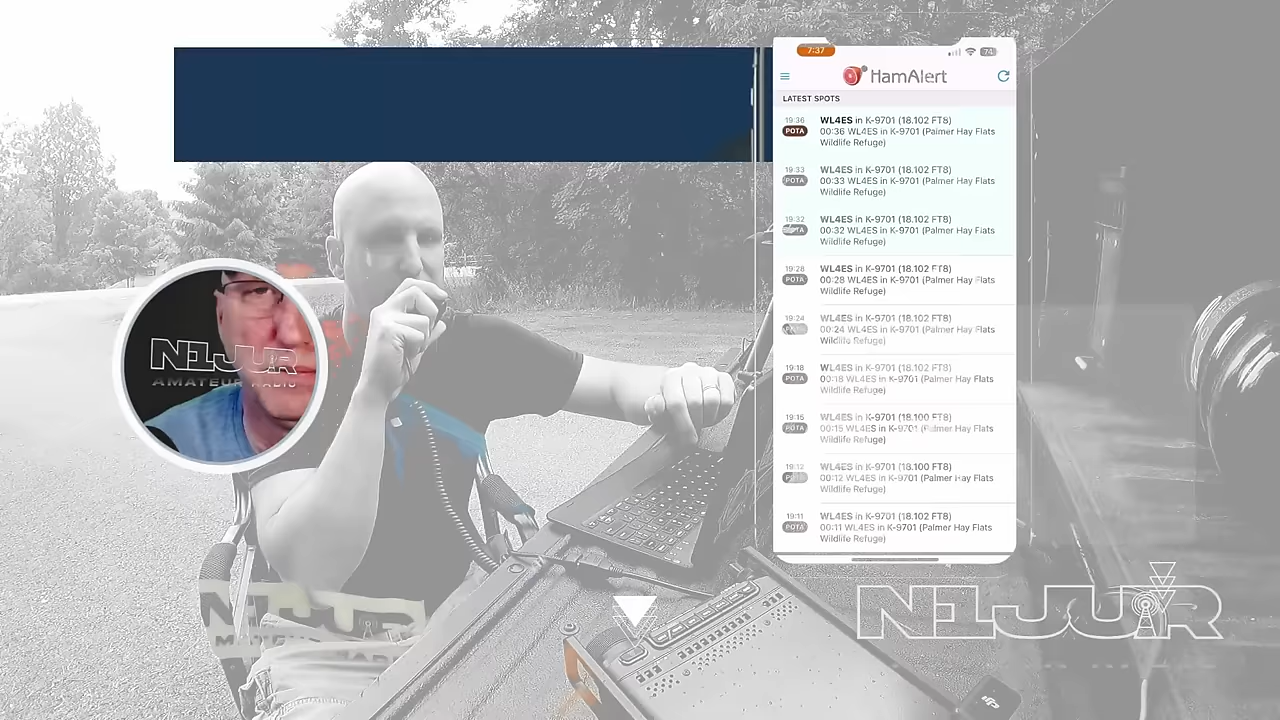 7:37
74
HamAlert
LATEST SPOTS
19:36
POTA
WL4ES in K-9701 (18.102 FT8)
00:36 WL4ES in K-9701 (Palmer Hay Flats
Wildlife Refuge)
19:33
POTA
WL4ES in K-9701 (18.102 FT8)
00:33 WL4ES in K-9701 (Palmer Hay Flats
Wildlife Refuge)
19:32
POTA
WL4ES in K-9701 (18.102 FT8)
00:32 WL4ES in K-9701 (Palmer Hay Flats
Wildlife Refuge)
19:28
POTA
WL4ES in K-9701 (18.102 FT8)
00:28 WL4ES in K-9701 (Palmer Hay Flats
Wildlife Refuge)
19:24
WL4ES in K-9701 (18.102 FT8)
00:24 WL4ES in K-9701 (Palmer Hay Flats
Wildlife Refuge)
19:18
POTA
WL4ES in K-9701 (18.102 FT8)
00:18 WL4ES in K-9701 (Palmer Hay Flats
Wildlife Refuge)
19:15
POTA
WL4ES in K-9701 (18.100 FT8)
00:15 WL4ES in K-9701 (Palmer Hay Flats
Wildlife Refuge)
19:12
WL4ES in K-9701 (18.100 FT8)
00:12 WL4ES in K-9701 (Palmer Hay Flats
Wildlife Refuge)
19:11
POTA
WL4ES in K-9701 (18.102 FT8)
00:11 WL4ES in K-9701 (Palmer Hay Flats
Wildlife Refuge)
N1JUR
AMATEUR RADIO
N1JUR
N1JUR